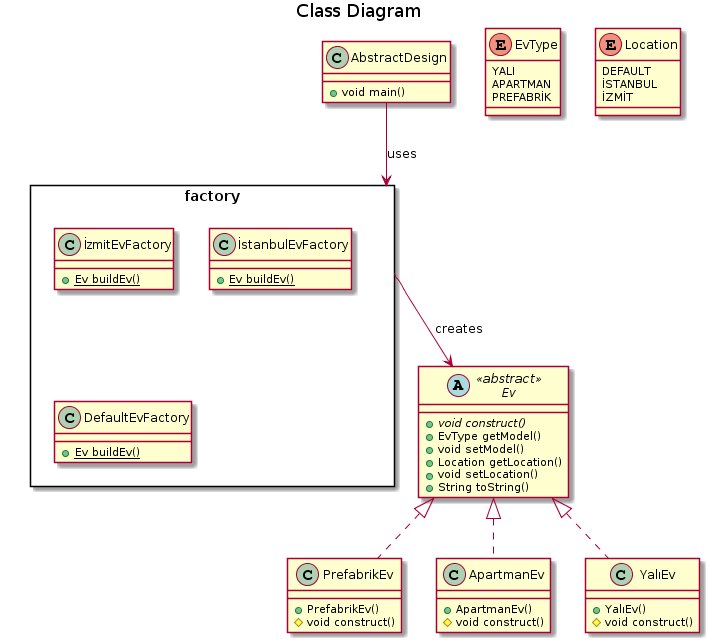 Class Diagram
C AbstractDesign
void main()
E EvType
YALI
APARTMAN
PREFABRİK
E Location
DEFAULT
İSTANBUL
İZMİT
uses
factory
C İzmitEvFactory
Ev buildEv()
C İstanbulEvFactory
Ev buildEv()
C DefaultEvFactory
Ev buildEv()
creates
A «abstract»
Ev
void construct()
EvType getModel()
void setModel()
Location getLocation()
void setLocation()
String toString()
C PrefabrikEv
PrefabrikEv()
void construct()
C ApartmanEv
ApartmanEv()
void construct()
C YalıEv
YalıEv()
void construct()